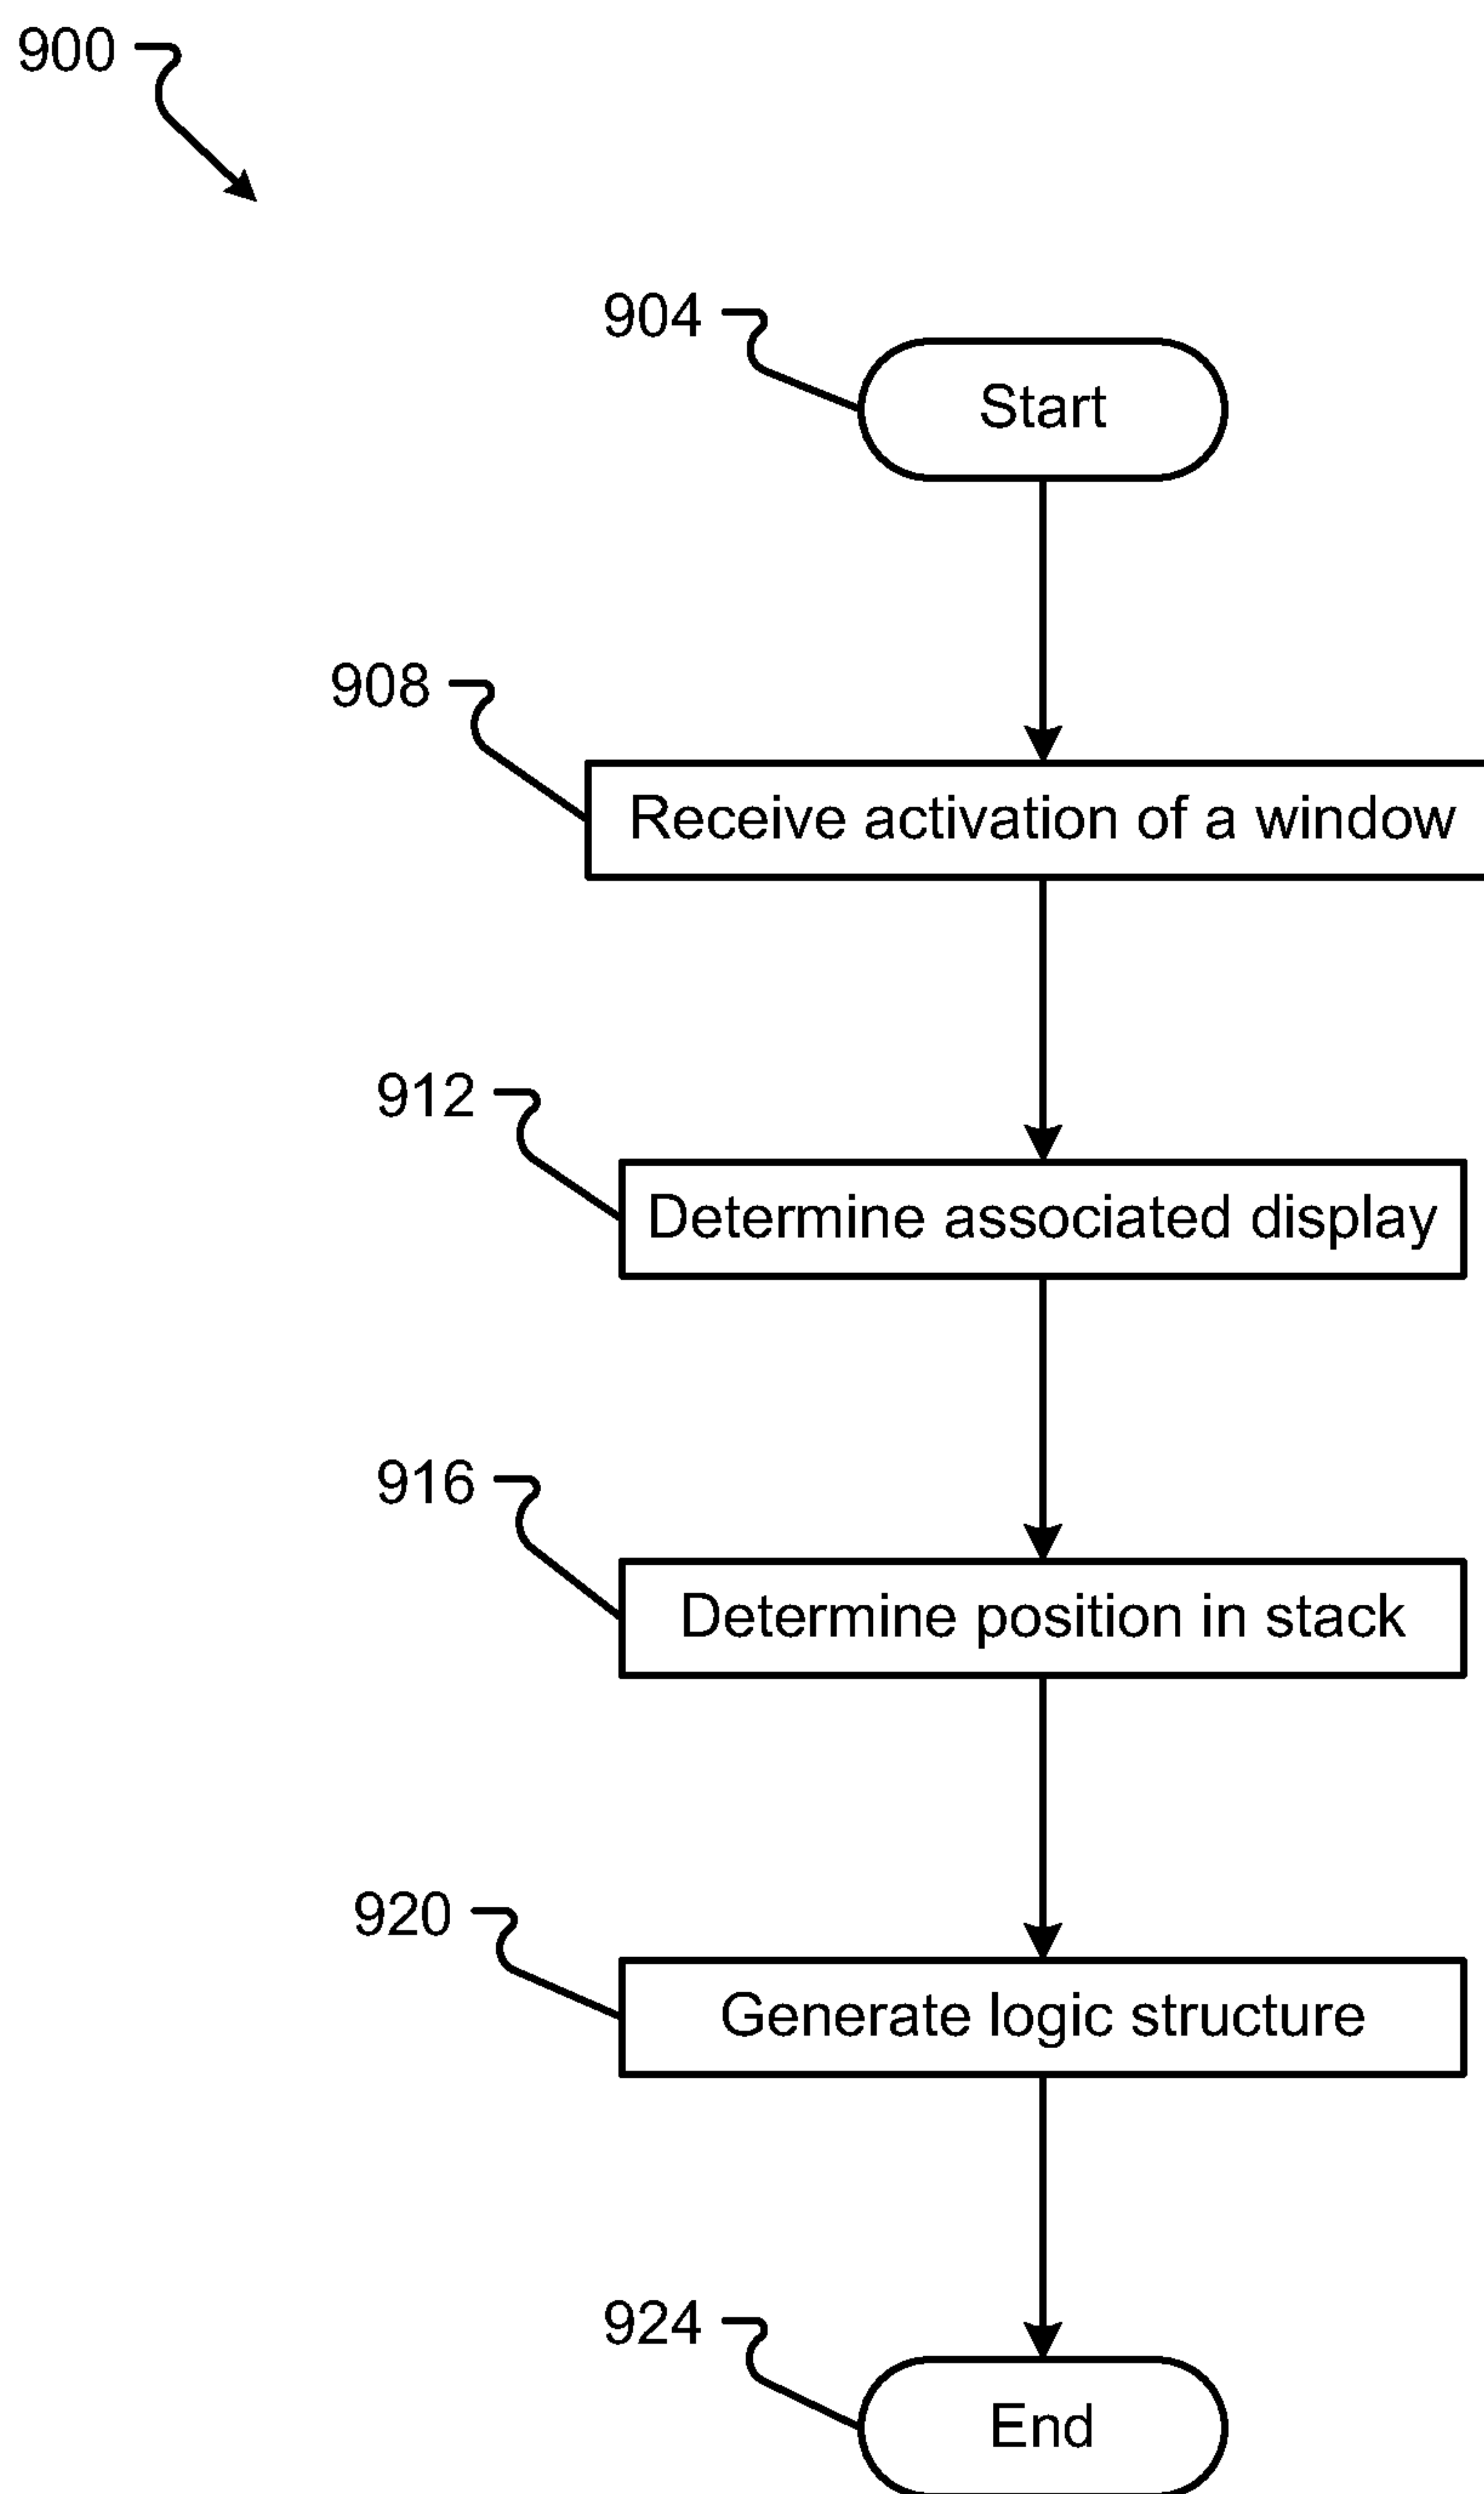 900
904
Start
908
Receive activation of a window
912
Determine associated display
916
Determine position in stack
920
Generate logic structure
924
End